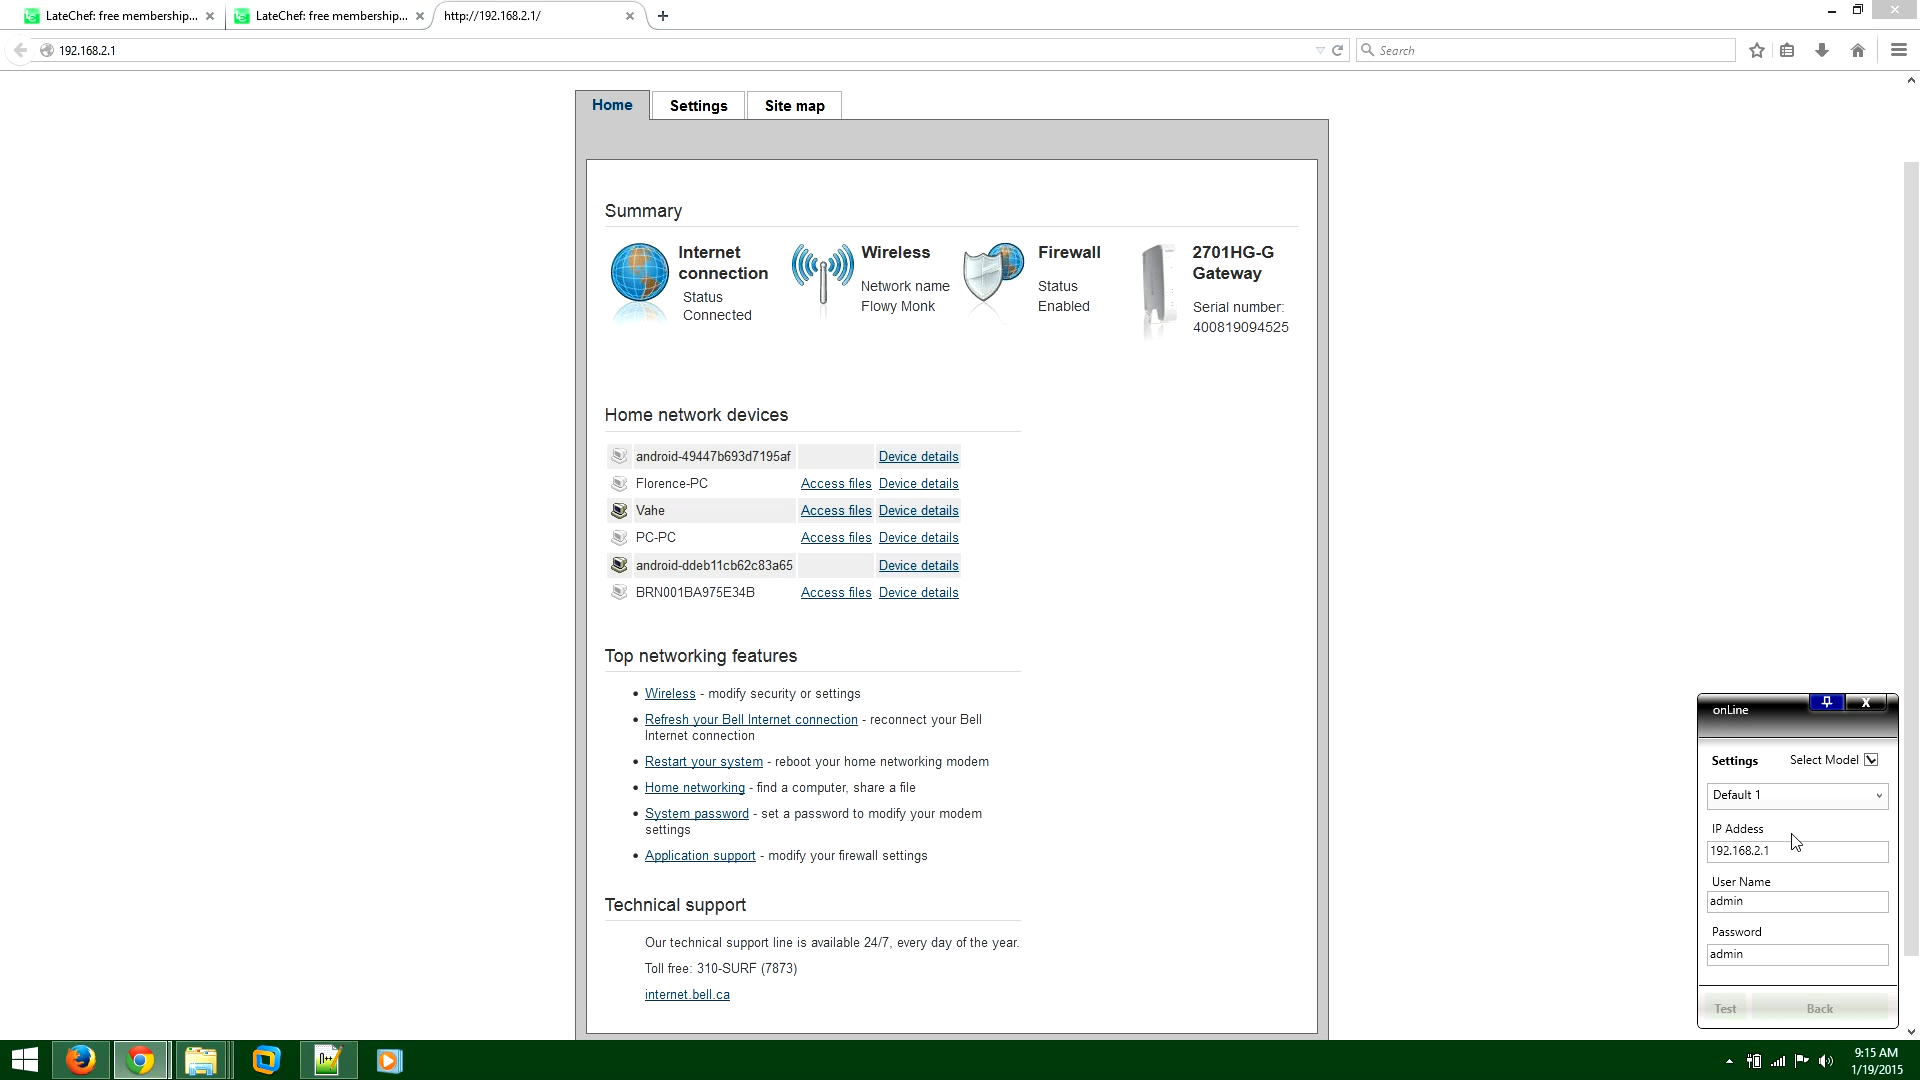 LateChef: free membership...
LateChef: free membership...
http://192.168.2.1/
192.168.2.1
Search
Home
Settings
Site map
Summary
Internet connection
Status
Connected
Wireless
Network name
Flowy Monk
Firewall
Status
Enabled
2701HG-G Gateway
Serial number:
400819094525
Home network devices
android-49447b693d7195af Device details
Florence-PC Access files Device details
Vahe Access files Device details
PC-PC Access files Device details
android-ddeb11cb62c83a65 Device details
BRN001BA975E34B Access files Device details
Top networking features
• Wireless - modify security or settings
• Refresh your Bell Internet connection - reconnect your Bell
Internet connection
• Restart your system - reboot your home networking modem
• Home networking - find a computer, share a file
• System password - set a password to modify your modem
settings
• Application support - modify your firewall settings
Technical support
Our technical support line is available 24/7, every day of the year.
Toll free: 310-SURF (7873)
internet.bell.ca
onLine
X
Settings Select Model
Default 1
IP Addess
192.168.2.1
User Name
admin
Password
admin
Test Back
9:15 AM
1/19/2015